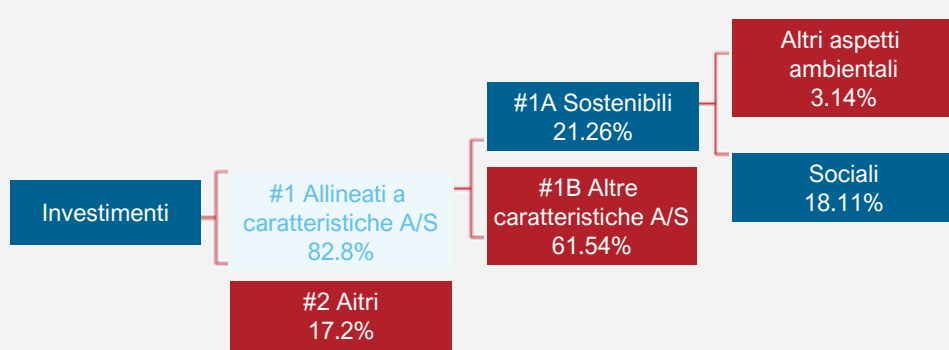 Investimenti
#1 Allineati a
caratteristiche A/S
82.8%
#2 Aitri
17.2%
#1A Sostenibili
21.26%
#1B Altre
caratteristiche A/S
61.54%
Altri aspetti
ambientali
3.14%
Sociali
18.11%